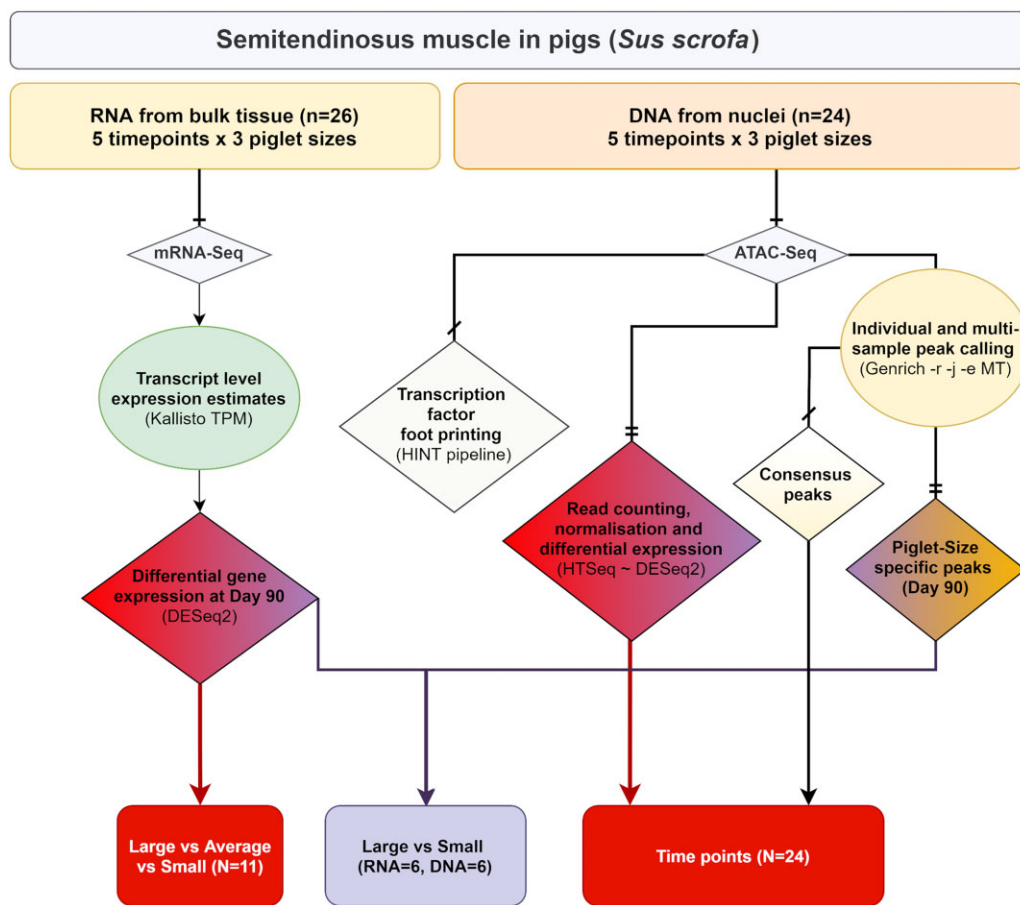 Semitendinosus muscle in pigs (Sus scrofa)
RNA from bulk tissue (n=26)
5 timepoints x 3 piglet sizes
DNA from nuclei (n=24)
5 timepoints x 3 piglet sizes
mRNA-Seq
ATAC-Seq
Individual and multi-
sample peak calling
(Genrich -r -j -e MT)
Transcript level
expression estimates
(Kallisto TPM)
Transcription
factor
foot printing
(HINT pipeline)
Consensus
peaks
Read counting,
normalisation and
differential expression
(HTSeq ~ DESeq2)
Piglet-Size
specific peaks
(Day 90)
Differential gene
expression at Day 90
(DESeq2)
Large vs Average
vs Small (N=11)
Large vs Small
(RNA=6, DNA=6)
Time points (N=24)